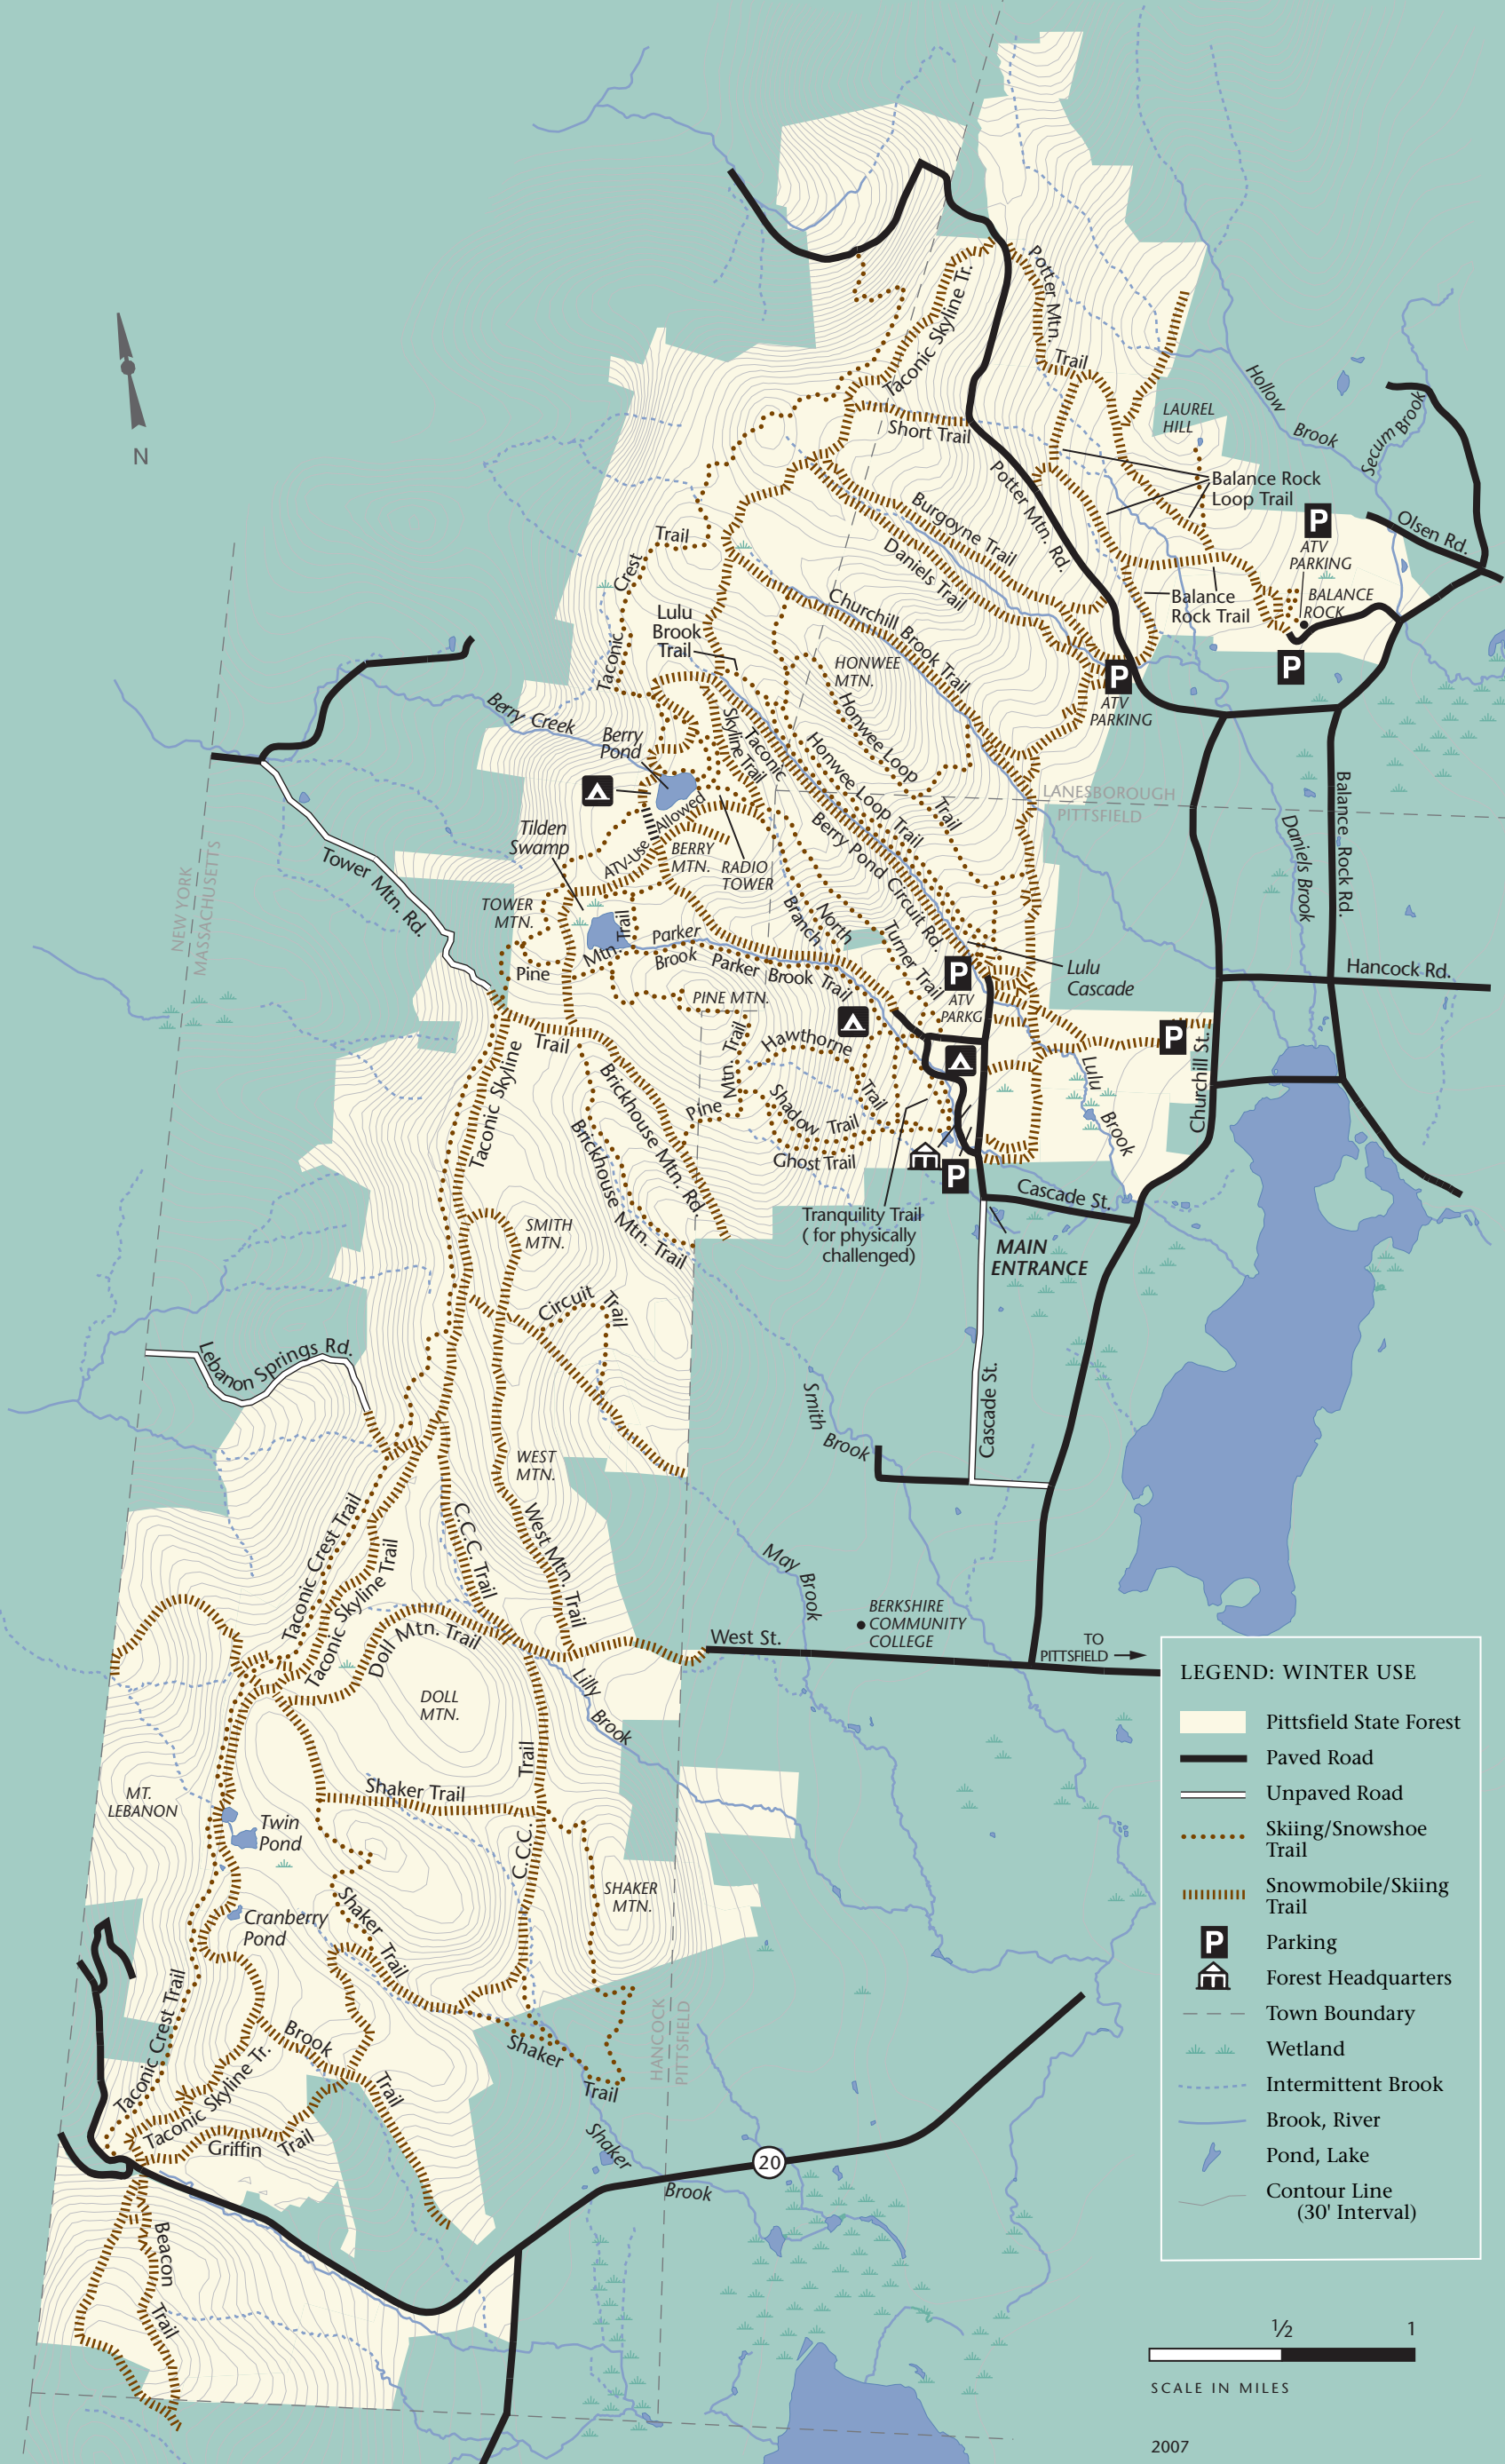 Taconic Skyline Tr.
Potter Mtn.
Trail
Short Trail
LAUREL
HILL
Hollow
Brook
Secum Brook
Balance Rock
Loop Trail
Potter Mtn. Rd.
P
ATV
PARKING
Olsen Rd.
Burgoyne Trail
Daniels Trail
Trail
Crest
Taconic
Lulu
Brook
Trail
Churchill Brook Trail
Balance
Rock Trail
BALANCE
ROCK
P
HONWEE
MTN.
P
ATV
PARKING
N
Berry Creek
Berry
Pond
Skyline Trail
Taconic
Honwee Loop
Trail
Honwee Loop Trail
Berry Pond Circuit Rd.
LANESBOROUGH
PITTSFIELD
Balance Rock Rd.
Daniels Brook
Tilden
Swamp
ATV-Use Allowed
BERRY
MTN.
RADIO
TOWER
TOWER
MTN.
Tower Mtn. Rd.
NEW YORK
MASSACHUSETTS
Pine
Mtn.
Trail
Parker
Brook
Parker Brook Trail
North
Branch
Turner Trail
P
ATV
PARKG
Lulu
Cascade
Hancock Rd.
PINE MTN.
Trail
Taconic Skyline
Hawthorne
Trail
Pine
Mtn. Trail
Shadow Trail
Ghost Trail
Brickhouse Mtn. Rd.
Brickhouse Mtn. Trail
P
Lulu
Brook
Churchill St.
P
Cascade St.
Tranquility Trail
( for physically
challenged)
MAIN
ENTRANCE
SMITH
MTN.
Circuit
Trail
Lebanon Springs Rd.
Cascade St.
Smith
Brook
WEST
MTN.
Taconic Crest Trail
Taconic Skyline Trail
C.C.C. Trail
West Mtn. Trail
May
Brook
BERKSHIRE
COMMUNITY
COLLEGE
West St.
TO
PITTSFIELD
Doll Mtn. Trail
DOLL
MTN.
Lilly
Brook
Shaker Trail
C.C.C.
Trail
MT.
LEBANON
Twin
Pond
Cranberry
Pond
Shaker
Trail
SHAKER
MTN.
HANCOCK
PITTSFIELD
Taconic Crest Trail
Taconic Skyline Tr.
Brook
Trail
Griffin Trail
Shaker
Trail
Shaker
Brook
20
Beacon
Trail
LEGEND: WINTER USE
Pittsfield State Forest
Paved Road
Unpaved Road
Skiing/Snowshoe
Trail
Snowmobile/Skiing
Trail
P
Parking
Forest Headquarters
Town Boundary
Wetland
Intermittent Brook
Brook, River
Pond, Lake
Contour Line
(30' Interval)
½
1
SCALE IN MILES
2007